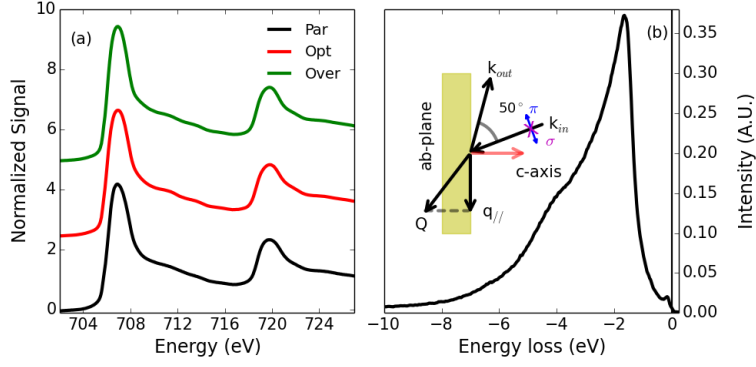 (a)
Par
Opt
Over
Normalized Signal
10
8
6
4
2
0
704 708 712 716 720 724
Energy (eV)
(b)
k_out
50° π
k_in
σ
ab-plane
c-axis
Q
q_//
−10 −8 −6 −4 −2 0
Energy loss (eV)
0.35
0.30
0.25
0.20
0.15
0.10
0.05
0.00
Intensity (A.U.)